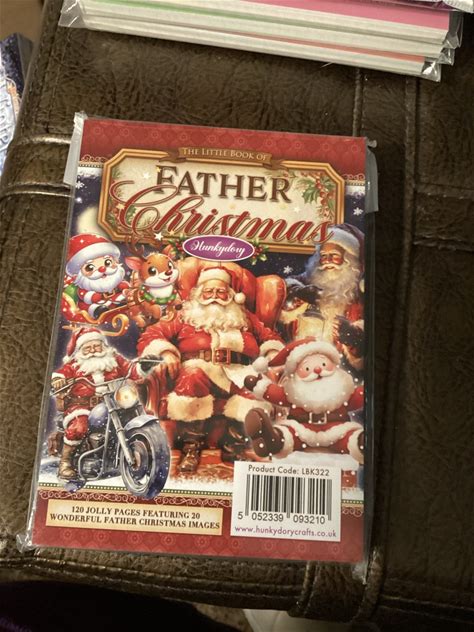 THE LITTLE BOOK OF
FATHER
Christmas
Hunkydory
Product Code: LBK322
5 052339 093210
www.hunkydorycrafts.co.uk
120 JOLLY PAGES FEATURING 20
WONDERFUL FATHER CHRISTMAS IMAGES